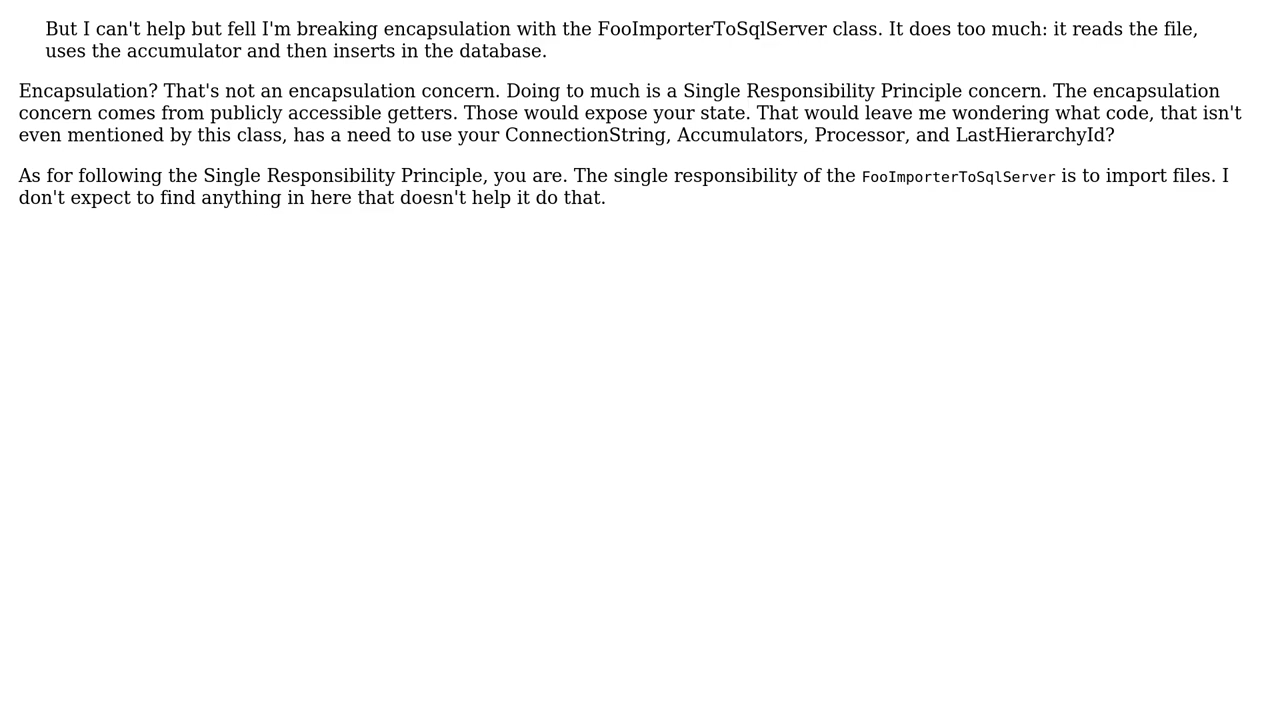 But I can't help but fell I'm breaking encapsulation with the FooImporterToSqlServer class. It does too much: it reads the file,
uses the accumulator and then inserts in the database.
Encapsulation? That's not an encapsulation concern. Doing to much is a Single Responsibility Principle concern. The encapsulation
concern comes from publicly accessible getters. Those would expose your state. That would leave me wondering what code, that isn't
even mentioned by this class, has a need to use your ConnectionString, Accumulators, Processor, and LastHierarchyId?
As for following the Single Responsibility Principle, you are. The single responsibility of the FooImporterToSqlServer is to import files. I
don't expect to find anything in here that doesn't help it do that.